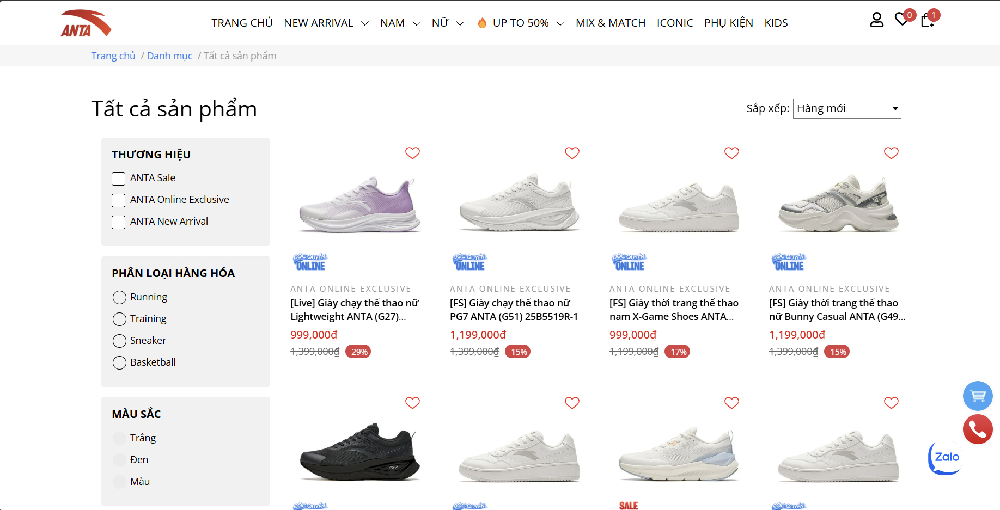 ANTA
TRANG CHỦ NEW ARRIVAL NAM NỮ UP TO 50% MIX & MATCH ICONIC PHỤ KIỆN KIDS
0
1
Trang chủ / Danh mục / Tất cả sản phẩm
Tất cả sản phẩm
Sắp xếp: Hàng mới
THƯƠNG HIỆU
ANTA Sale
ANTA Online Exclusive
ANTA New Arrival
PHÂN LOẠI HÀNG HÓA
Running
Training
Sneaker
Basketball
MÀU SẮC
Trắng
Đen
Màu
ĐỘC QUYỀN
ONLINE
ANTA ONLINE EXCLUSIVE
[Live] Giày chạy thể thao nữ
Lightweight ANTA (G27)...
999,000₫
1,399,000₫ -29%
ĐỘC QUYỀN
ONLINE
ANTA ONLINE EXCLUSIVE
[FS] Giày chạy thể thao nữ
PG7 ANTA (G51) 25B5519R-1
1,199,000₫
1,399,000₫ -15%
ĐỘC QUYỀN
ONLINE
ANTA ONLINE EXCLUSIVE
[FS] Giày thời trang thể thao
nam X-Game Shoes ANTA...
999,000₫
1,199,000₫ -17%
ĐỘC QUYỀN
ONLINE
ANTA ONLINE EXCLUSIVE
[FS] Giày thời trang thể thao
nữ Bunny Casual ANTA (G49...
1,199,000₫
1,399,000₫ -15%
PG7
ĐỘC QUYỀN
ĐỘC QUYỀN
SALE
ĐỘC QUYỀN
Zalo